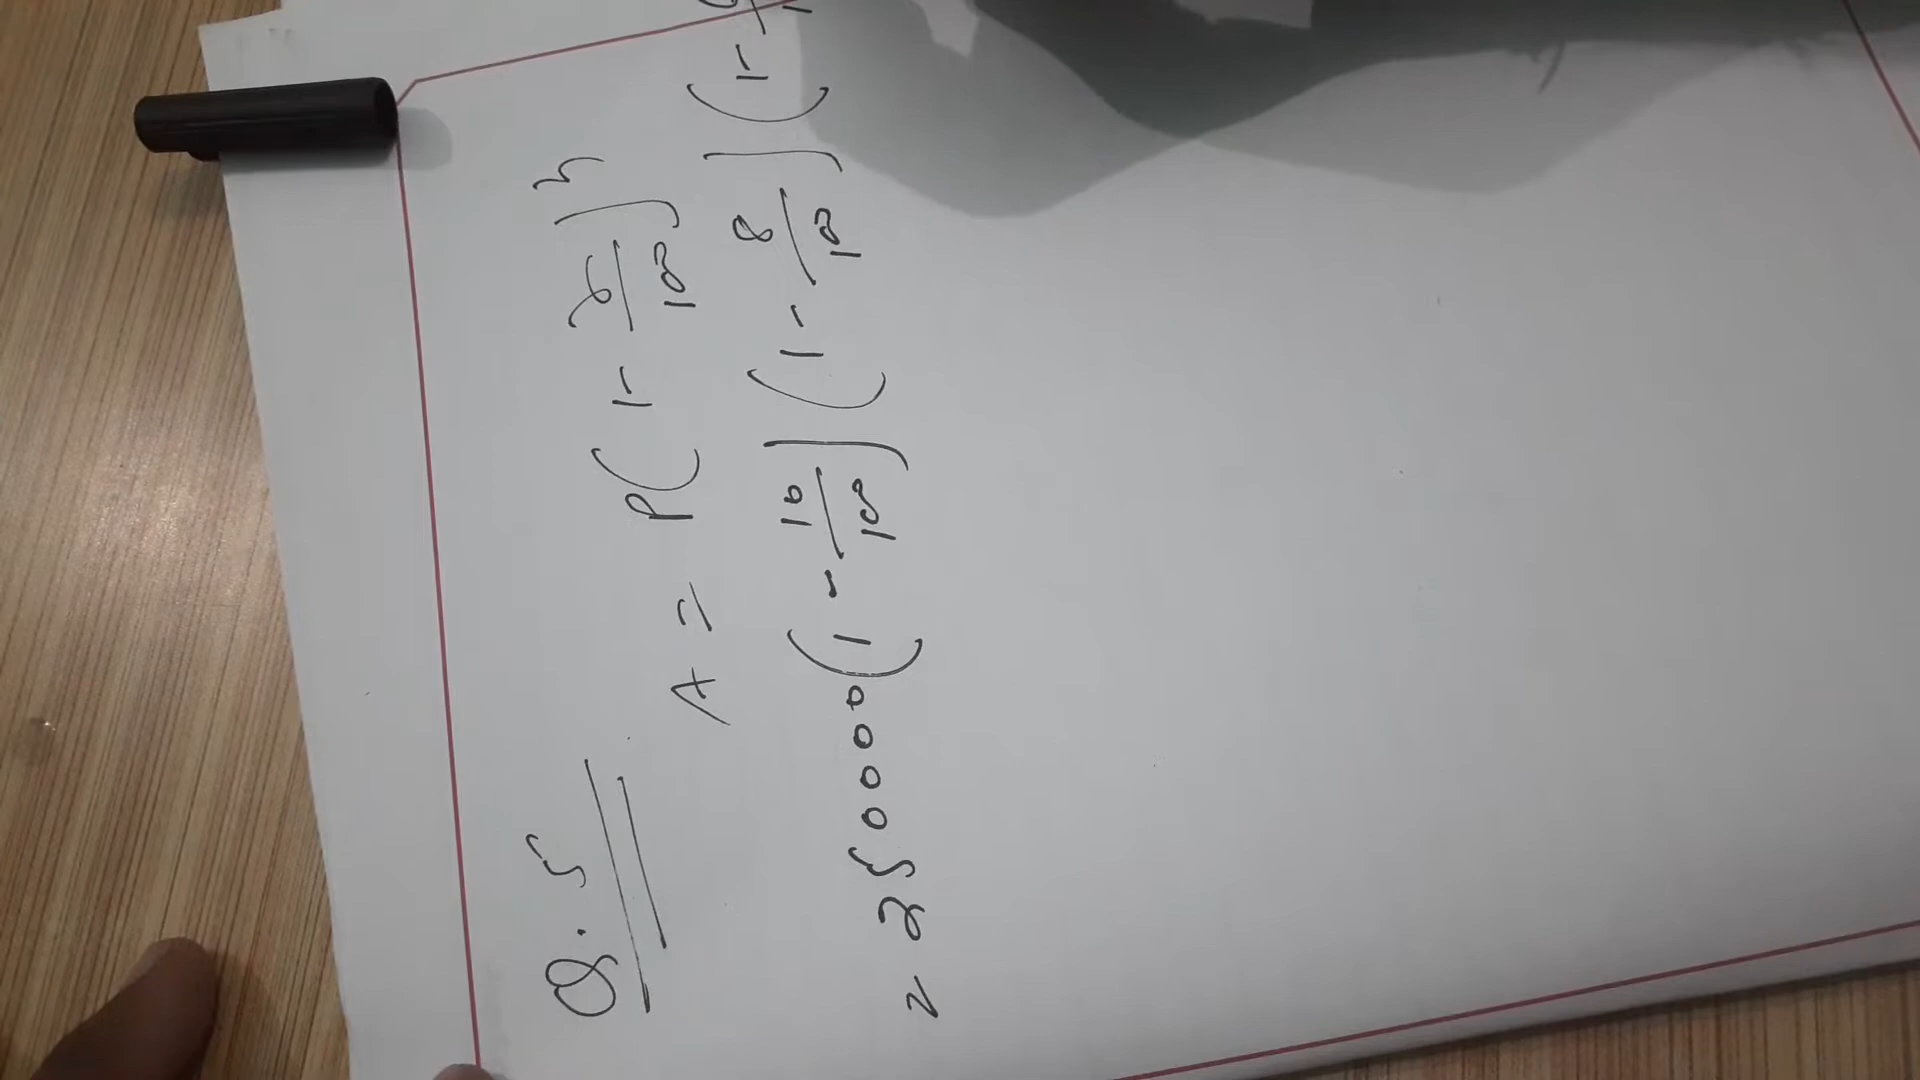 Q.5
A = P(1-r/100)^n
= 250000(1-10/100)(1-8/100)(1-